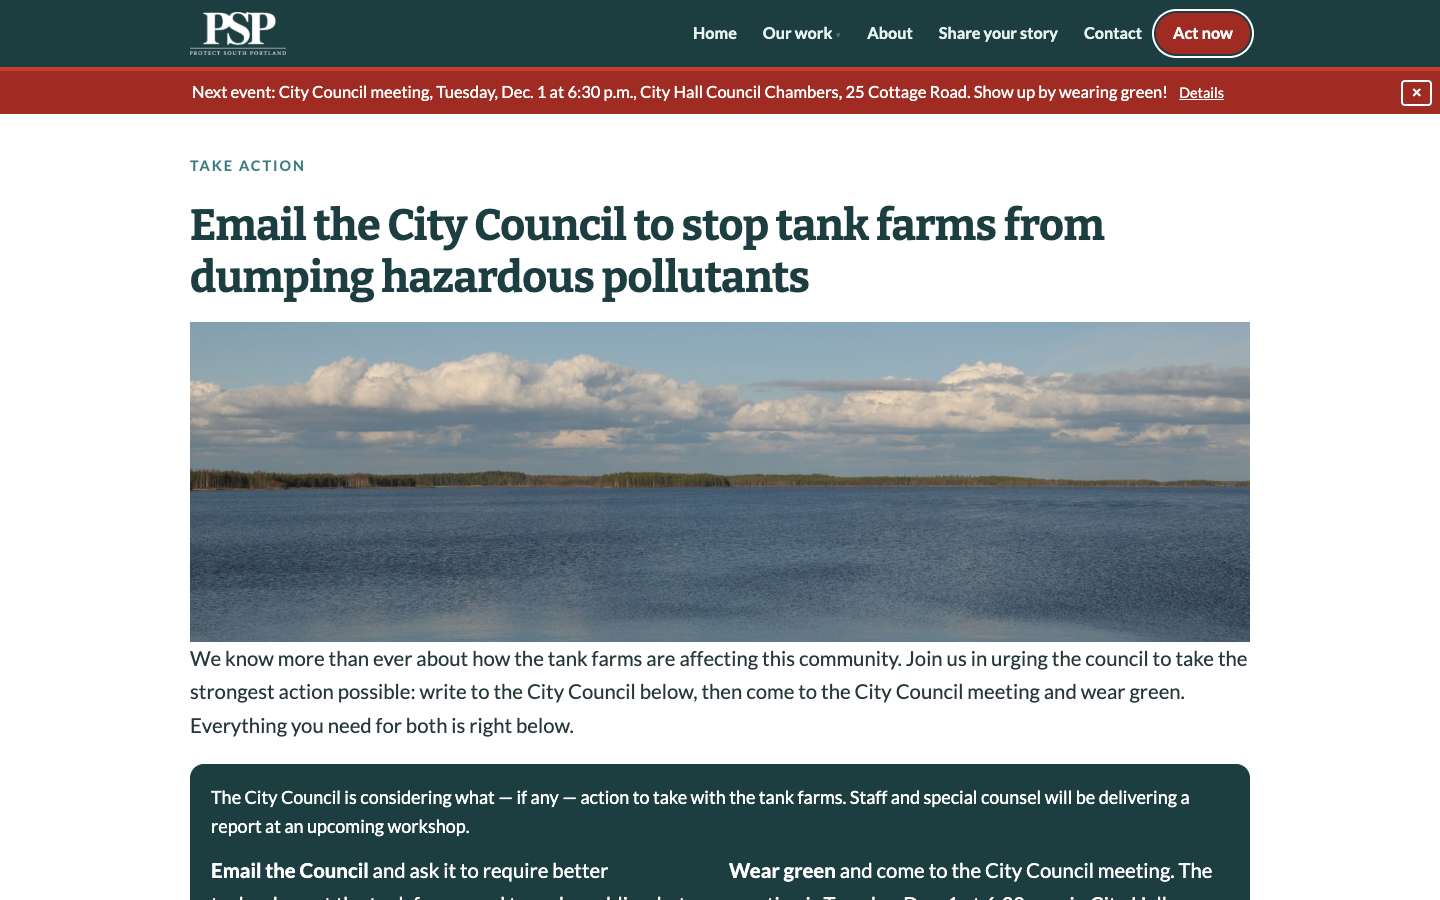 PSP
PROTECT SOUTH PORTLAND
Home Our work About Share your story Contact Act now
Next event: City Council meeting, Tuesday, Dec. 1 at 6:30 p.m., City Hall Council Chambers, 25 Cottage Road. Show up by wearing green! Details ×
TAKE ACTION
Email the City Council to stop tank farms from
dumping hazardous pollutants
We know more than ever about how the tank farms are affecting this community. Join us in urging the council to take the
strongest action possible: write to the City Council below, then come to the City Council meeting and wear green.
Everything you need for both is right below.
The City Council is considering what — if any — action to take with the tank farms. Staff and special counsel will be delivering a
report at an upcoming workshop.
Email the Council and ask it to require better
Wear green and come to the City Council meeting. The